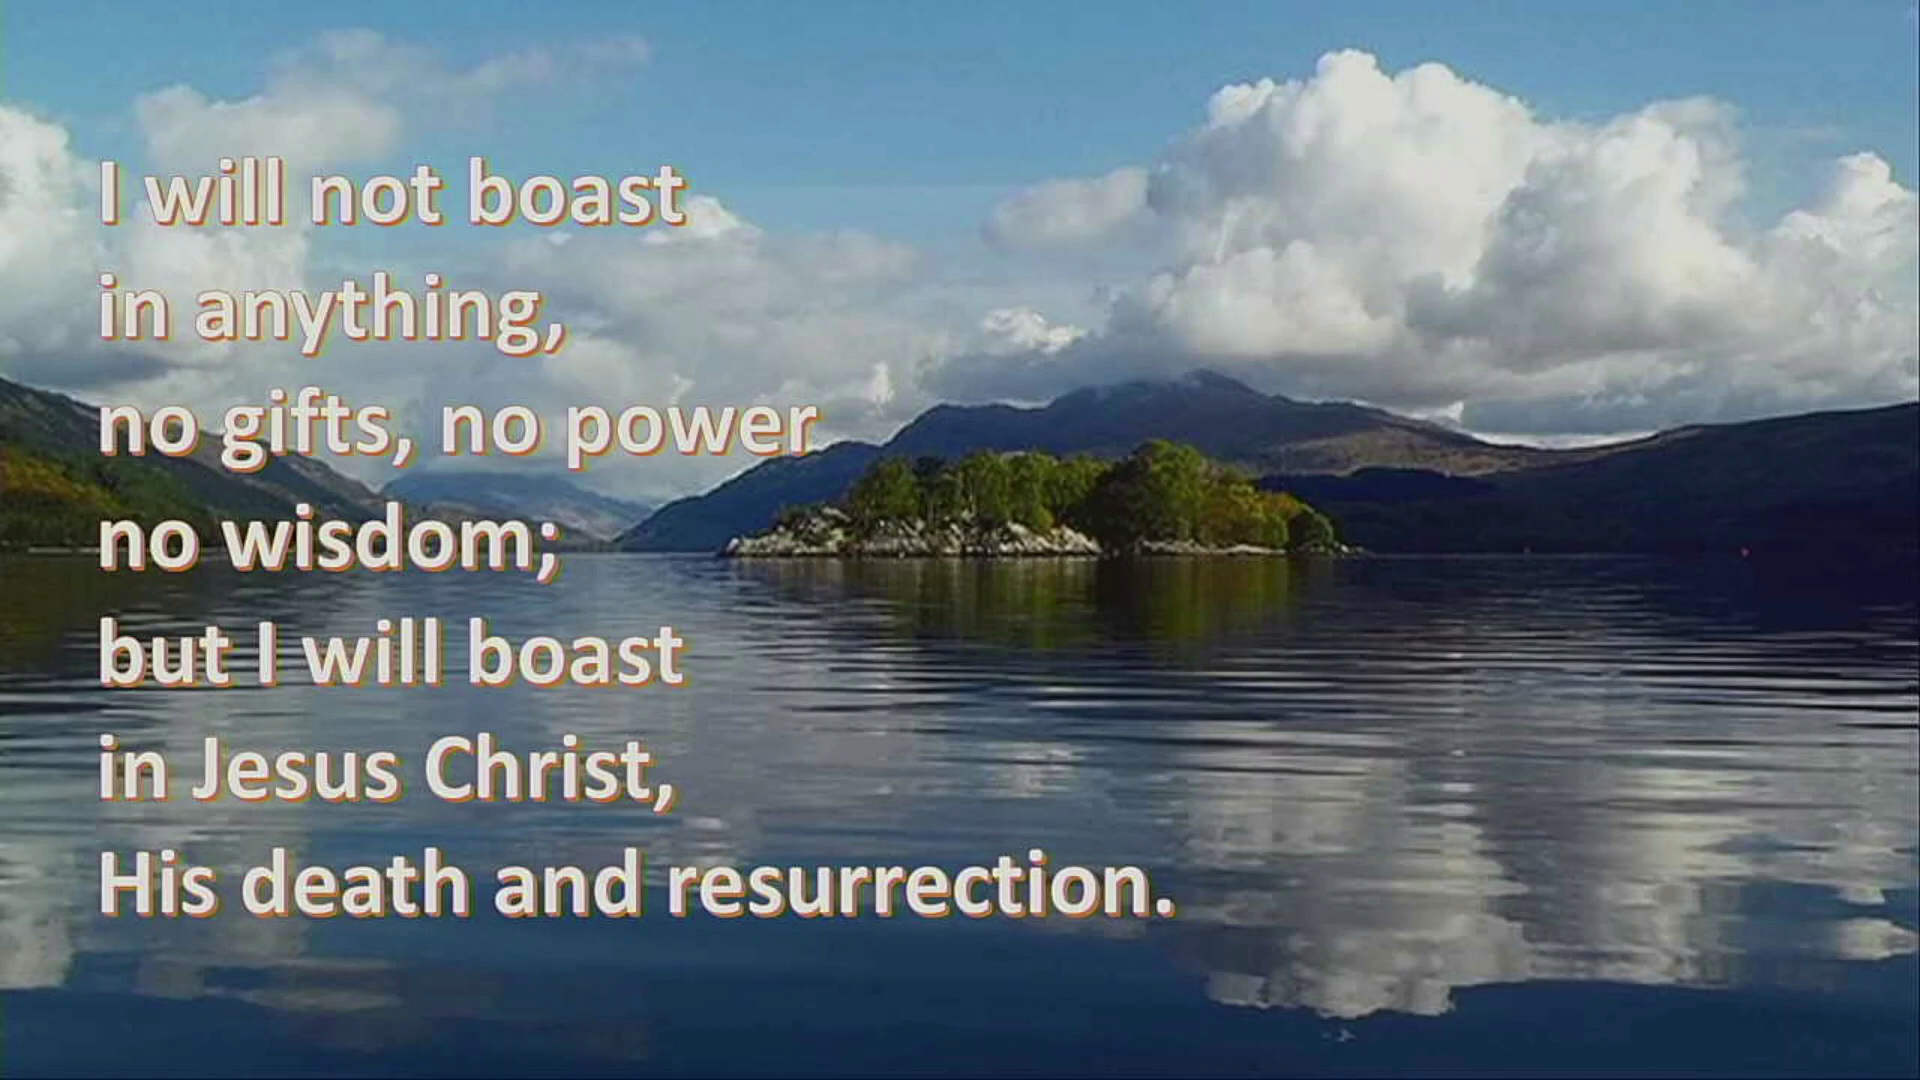 I will not boast
in anything,
no gifts, no power
no wisdom;
but I will boast
in Jesus Christ,
His death and resurrection.